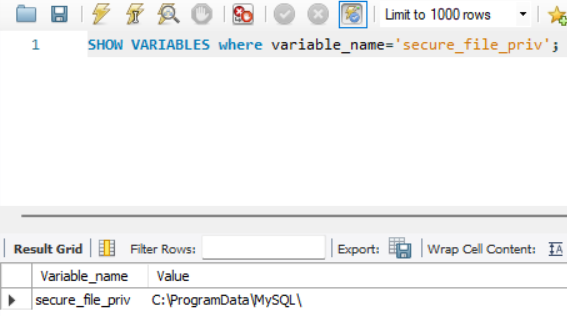 Limit to 1000 rows
1 SHOW VARIABLES where variable_name='secure_file_priv';
Result Grid Filter Rows: Export: Wrap Cell Content: IA
Variable_name Value
secure_file_priv C:\ProgramData\MySQL\